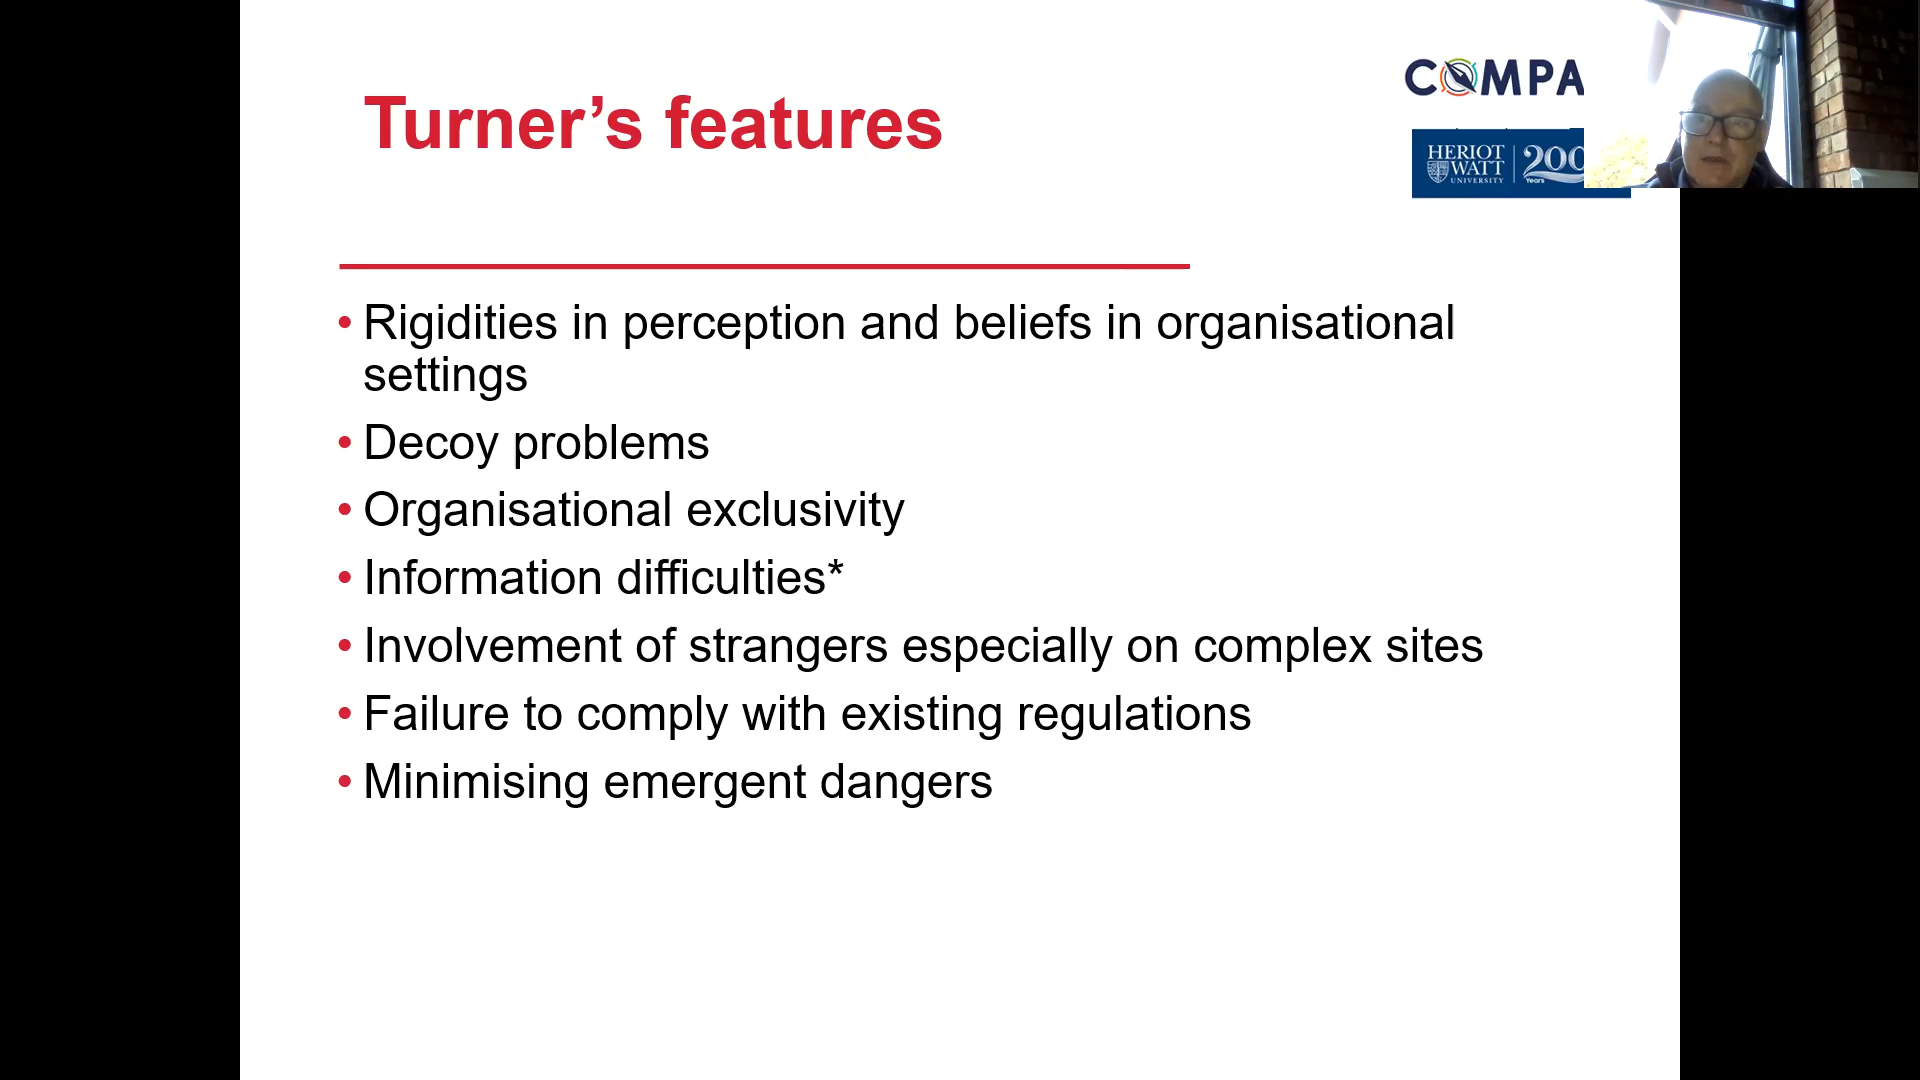 Turner’s features
COMPA
HERIOT
WATT
UNIVERSITY
200
Years
• Rigidities in perception and beliefs in organisational
settings
• Decoy problems
• Organisational exclusivity
• Information difficulties*
• Involvement of strangers especially on complex sites
• Failure to comply with existing regulations
• Minimising emergent dangers